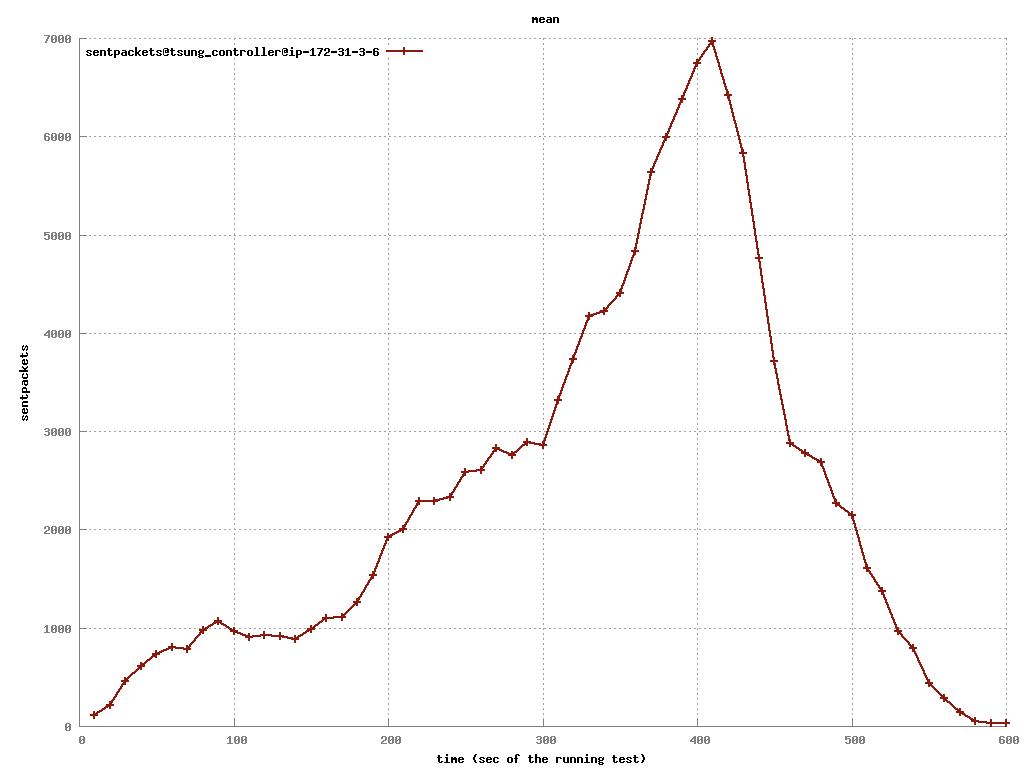 mean
7000
sentpackets@tsung_controller@ip-172-31-3-6
6000
5000
4000
sentpackets
3000
2000
1000
0
0 100 200 300 400 500 600
time (sec of the running test)